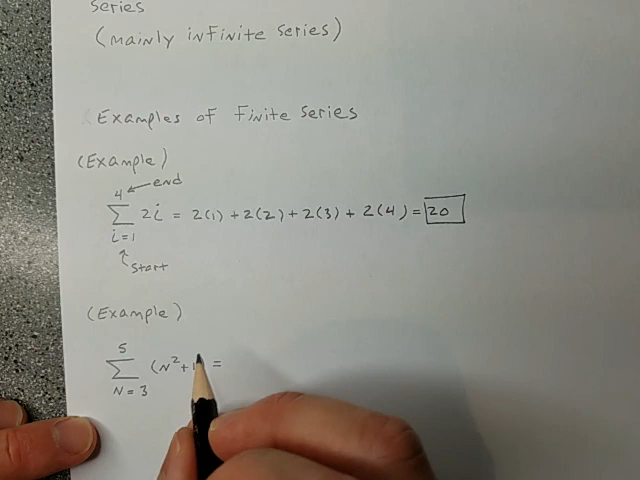 Series
(mainly infinite series)
Examples of Finite Series
(Example)
4 ← end
∑ 2i = 2(1) + 2(2) + 2(3) + 2(4) = 20
i=1
↑ Start
(Example)
5
∑ (N²+1) =
N=3